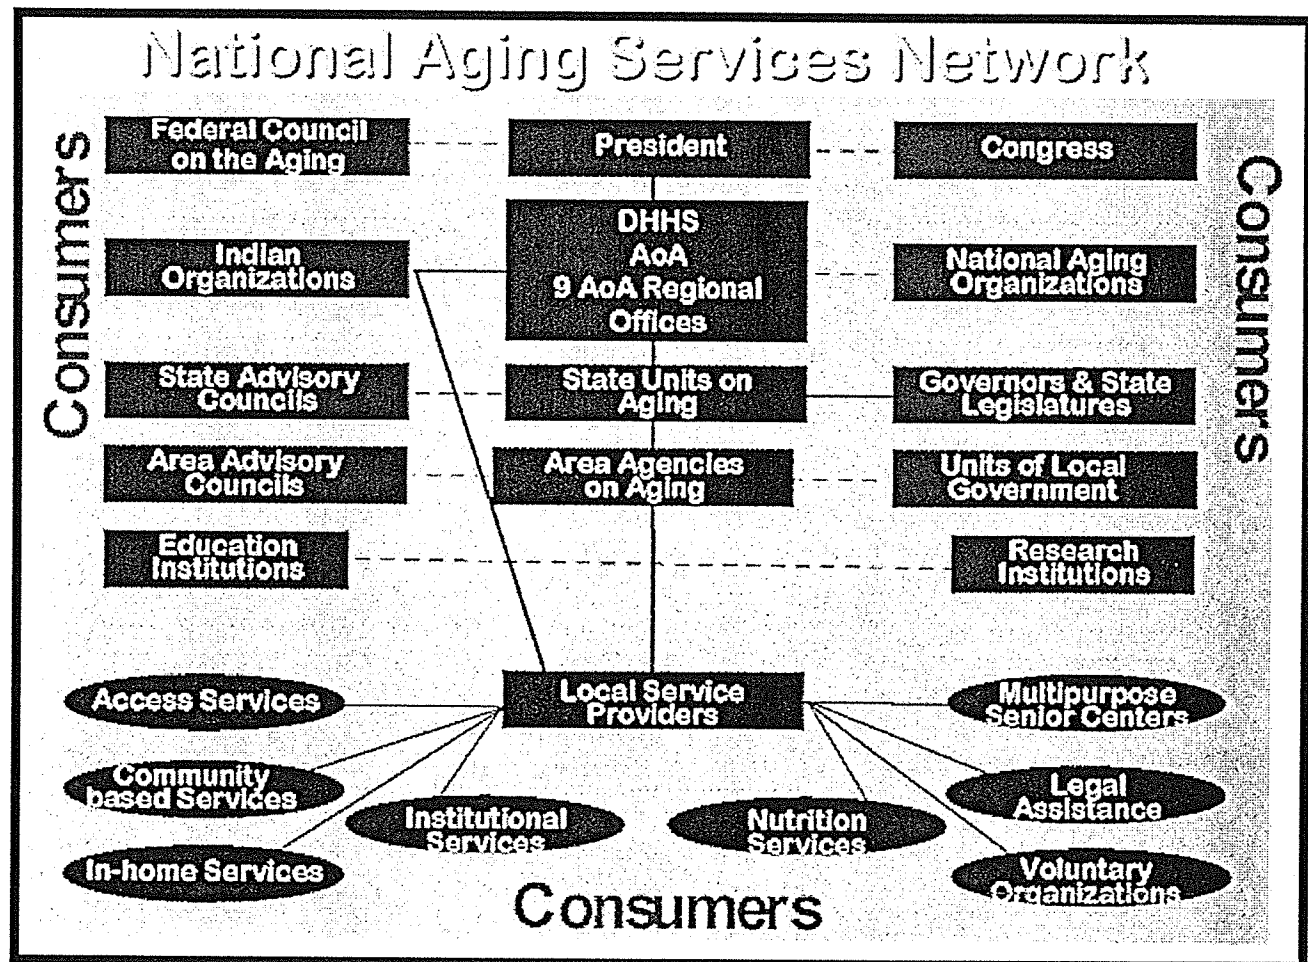 National Aging Services Network
Consumers
Federal Council
on the Aging
President
Congress
Consumers
Indian
Organizations
DHHS
AoA
9 AoA Regional
Offices
National Aging
Organizations
State Advisory
Councils
State Units on
Aging
Governors & State
Legislatures
Area Advisory
Councils
Area Agencies
on Aging
Units of Local
Government
Education
Institutions
Research
Institutions
Local Service
Providers
Access Services
Multipurpose
Senior Centers
Community
based Services
Legal
Assistance
Institutional
Services
Nutrition
Services
In-home Services
Voluntary
Organizations
Consumers